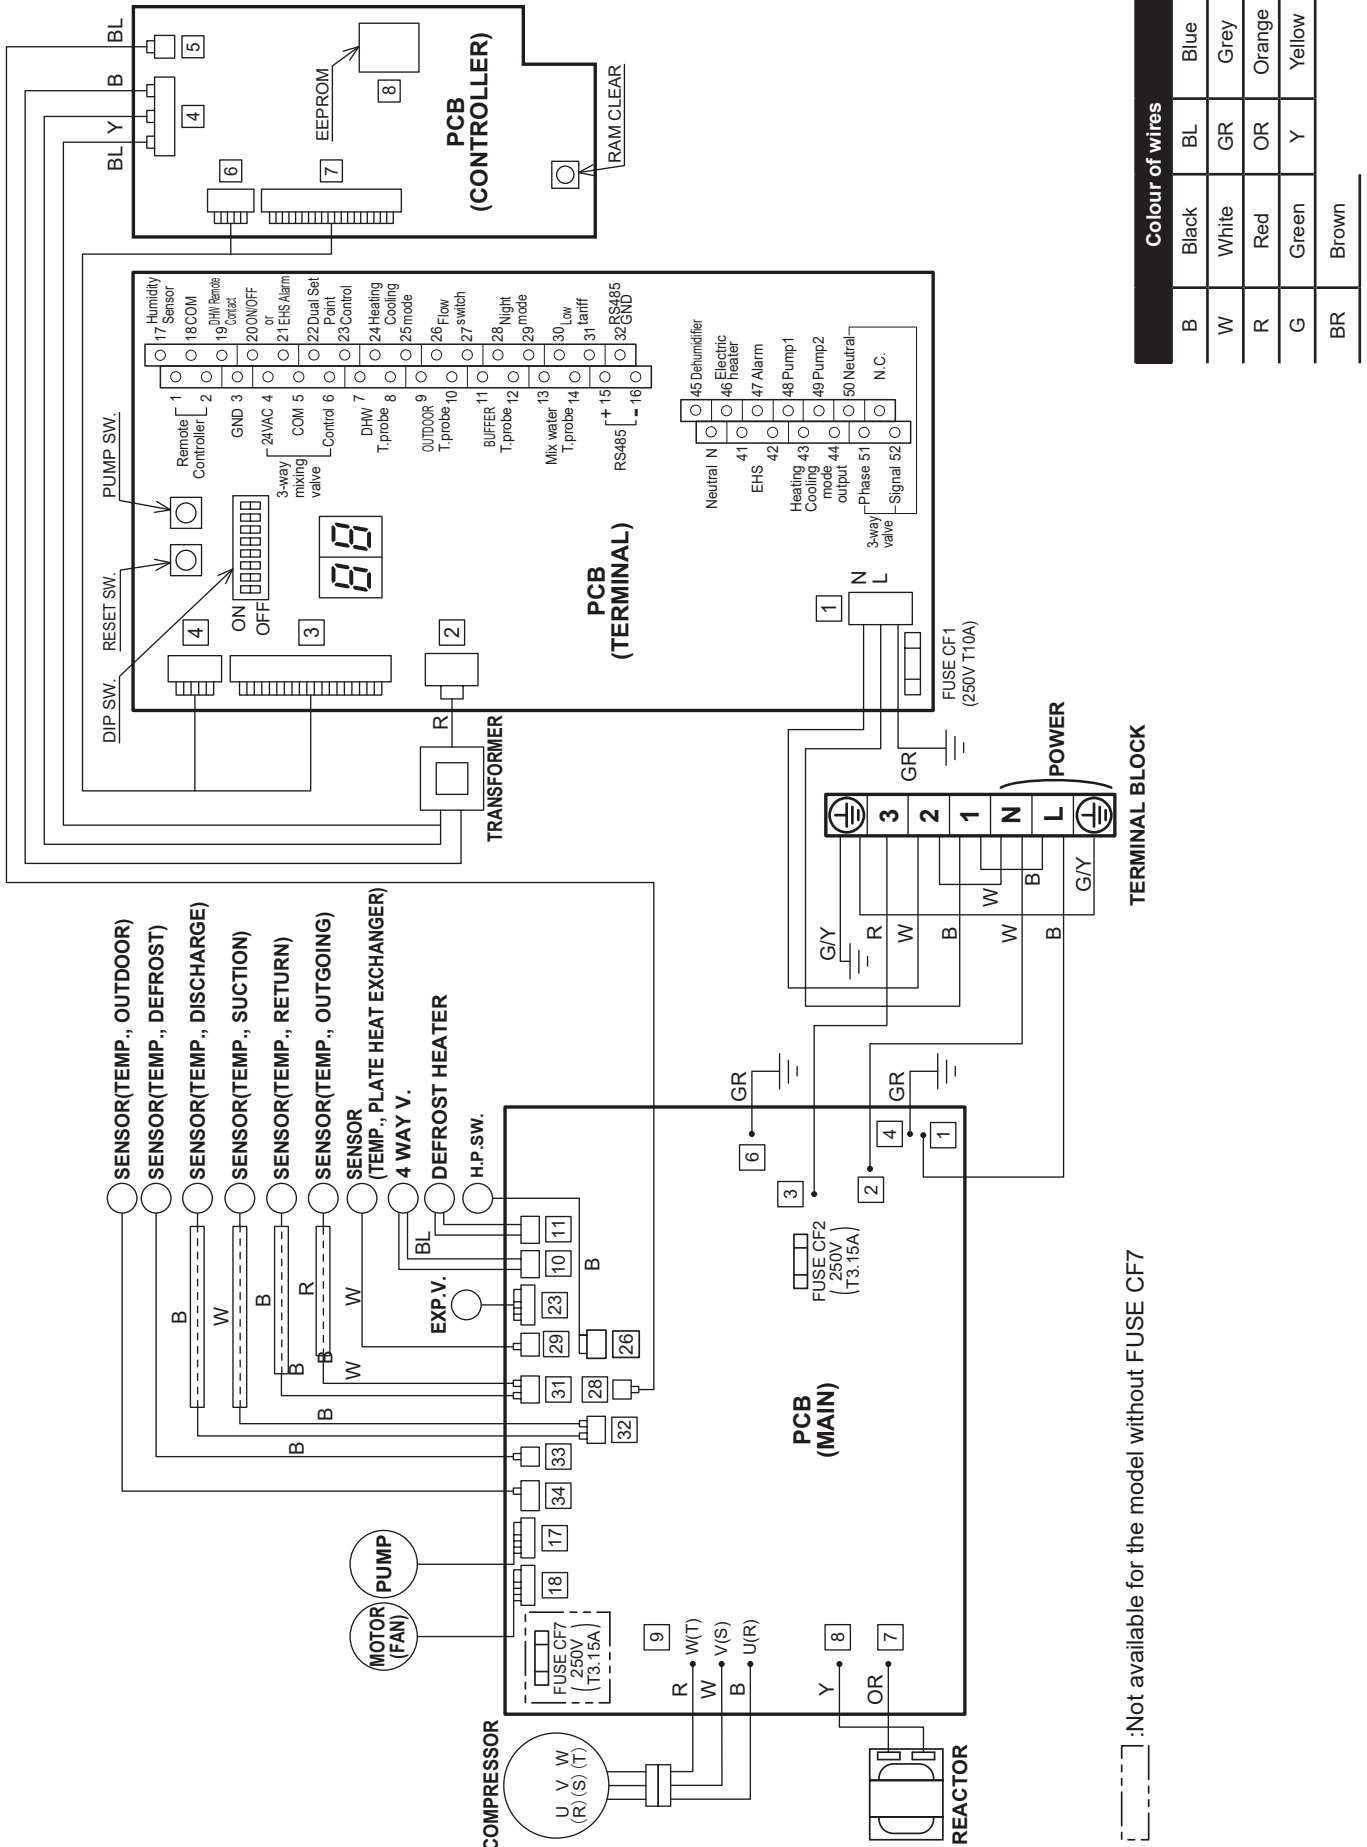 BL
Y
B
BL
4
5
EEPROM
8
6
7
PCB
(CONTROLLER)
RAM CLEAR
Colour of wires
B Black BL Blue
W White GR Grey
R Red OR Orange
G Green Y Yellow
BR Brown
DIP SW.
RESET SW.
PUMP SW.
4
3
2
ON
OFF
88
R
TRANSFORMER
PCB
(TERMINAL)
17 Humidity
Sensor
18 COM
19 DHW Remote
Contact
20 ON/OFF
or
21 EHS Alarm
22 Dual Set
Point
23 Control
24 Heating
Cooling
25 mode
26 Flow
27 switch
28 Night
29 mode
30 Low
31 tariff
32 RS485
GND
1
Remote
Controller 2
GND 3
24VAC 4
COM 5
Control 6
3-way
mixing
valve
7
DHW
T.probe 8
9
OUTDOOR
T.probe 10
11
BUFFER
T.probe 12
13
Mix water
T.probe 14
+ 15
RS485
- 16
45 Dehumidifier
46 Electric
heater
47 Alarm
48 Pump1
49 Pump2
50 Neutral
N.C.
Neutral N
41
EHS
42
Heating 43
Cooling
mode 44
output
Phase 51
3-way
valve
Signal 52
1
N
L
FUSE CF1
(250V T10A)
GR
3
2
1
N
L
POWER
TERMINAL BLOCK
G/Y
R
W
B
W
B
W
B
G/Y
SENSOR(TEMP., OUTDOOR)
SENSOR(TEMP., DEFROST)
SENSOR(TEMP., DISCHARGE)
SENSOR(TEMP., SUCTION)
SENSOR(TEMP., RETURN)
SENSOR(TEMP., OUTGOING)
SENSOR
(TEMP., PLATE HEAT EXCHANGER)
4 WAY V.
DEFROST HEATER
H.P.SW.
B
W
B
R
W
BL
EXP.V.
B
B
B
B
W
B
MOTOR
(FAN)
PUMP
18
17
34
33
32
31
28
29
26
23
10
11
FUSE CF7
(250V
T3.15A)
COMPRESSOR
U V W
(R) (S) (T)
R
W
B
9
W(T)
V(S)
U(R)
Y
OR
8
7
REACTOR
PCB
(MAIN)
FUSE CF2
(250V
T3.15A)
6
GR
3
2
4
GR
1
:Not available for the model without FUSE CF7